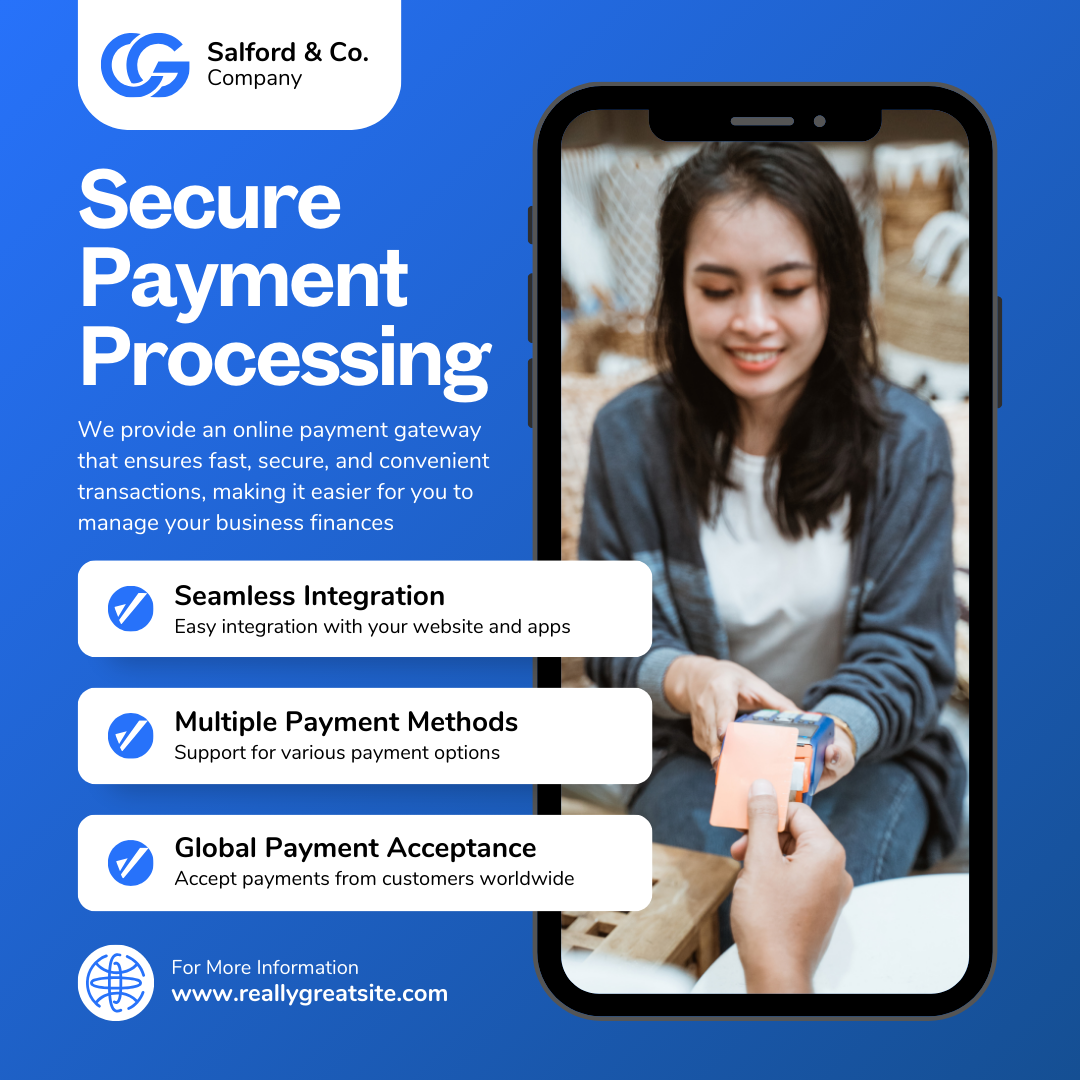 Salford & Co.
Company
Secure
Payment
Processing
We provide an online payment gateway
that ensures fast, secure, and convenient
transactions, making it easier for you to
manage your business finances
Seamless Integration
Easy integration with your website and apps
Multiple Payment Methods
Support for various payment options
Global Payment Acceptance
Accept payments from customers worldwide
For More Information
www.reallygreatsite.com